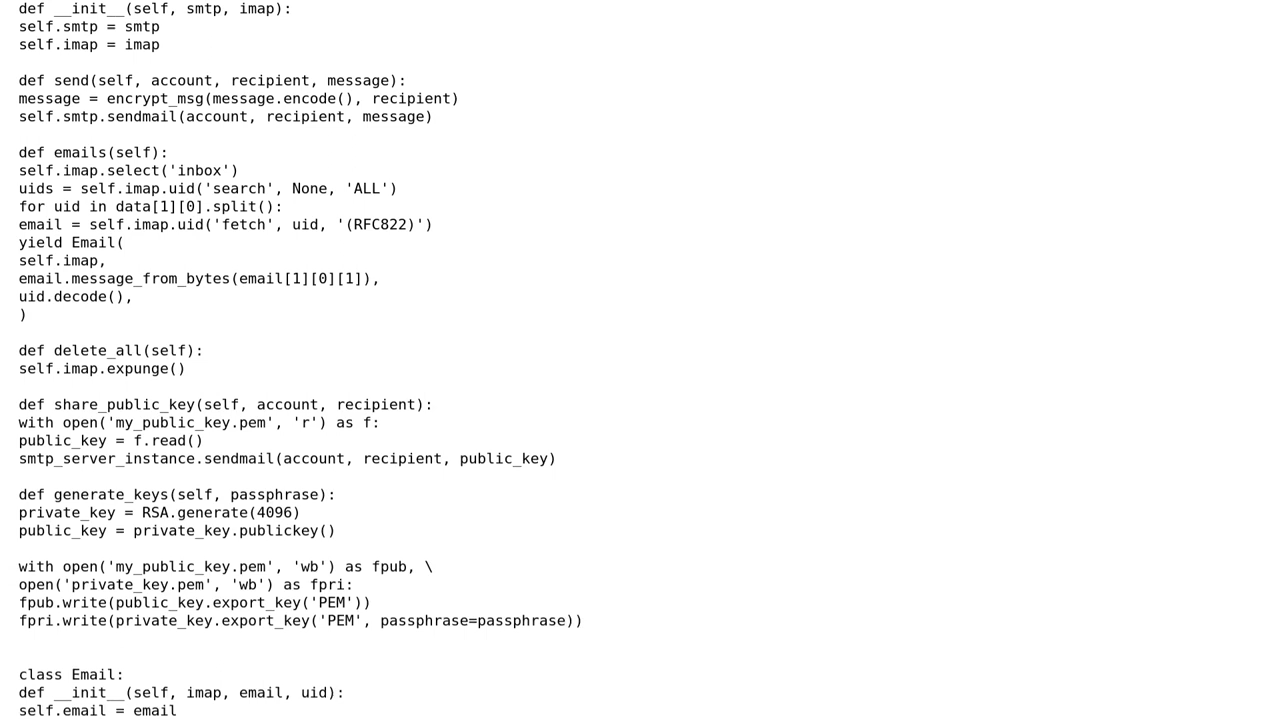 def __init__(self, smtp, imap):
self.smtp = smtp
self.imap = imap

def send(self, account, recipient, message):
message = encrypt_msg(message.encode(), recipient)
self.smtp.sendmail(account, recipient, message)

def emails(self):
self.imap.select('inbox')
uids = self.imap.uid('search', None, 'ALL')
for uid in data[1][0].split():
email = self.imap.uid('fetch', uid, '(RFC822)')
yield Email(
self.imap,
email.message_from_bytes(email[1][0][1]),
uid.decode(),
)

def delete_all(self):
self.imap.expunge()

def share_public_key(self, account, recipient):
with open('my_public_key.pem', 'r') as f:
public_key = f.read()
smtp_server_instance.sendmail(account, recipient, public_key)

def generate_keys(self, passphrase):
private_key = RSA.generate(4096)
public_key = private_key.publickey()

with open('my_public_key.pem', 'wb') as fpub, \
open('private_key.pem', 'wb') as fpri:
fpub.write(public_key.export_key('PEM'))
fpri.write(private_key.export_key('PEM', passphrase=passphrase))


class Email:
def __init__(self, imap, email, uid):
self.email = email